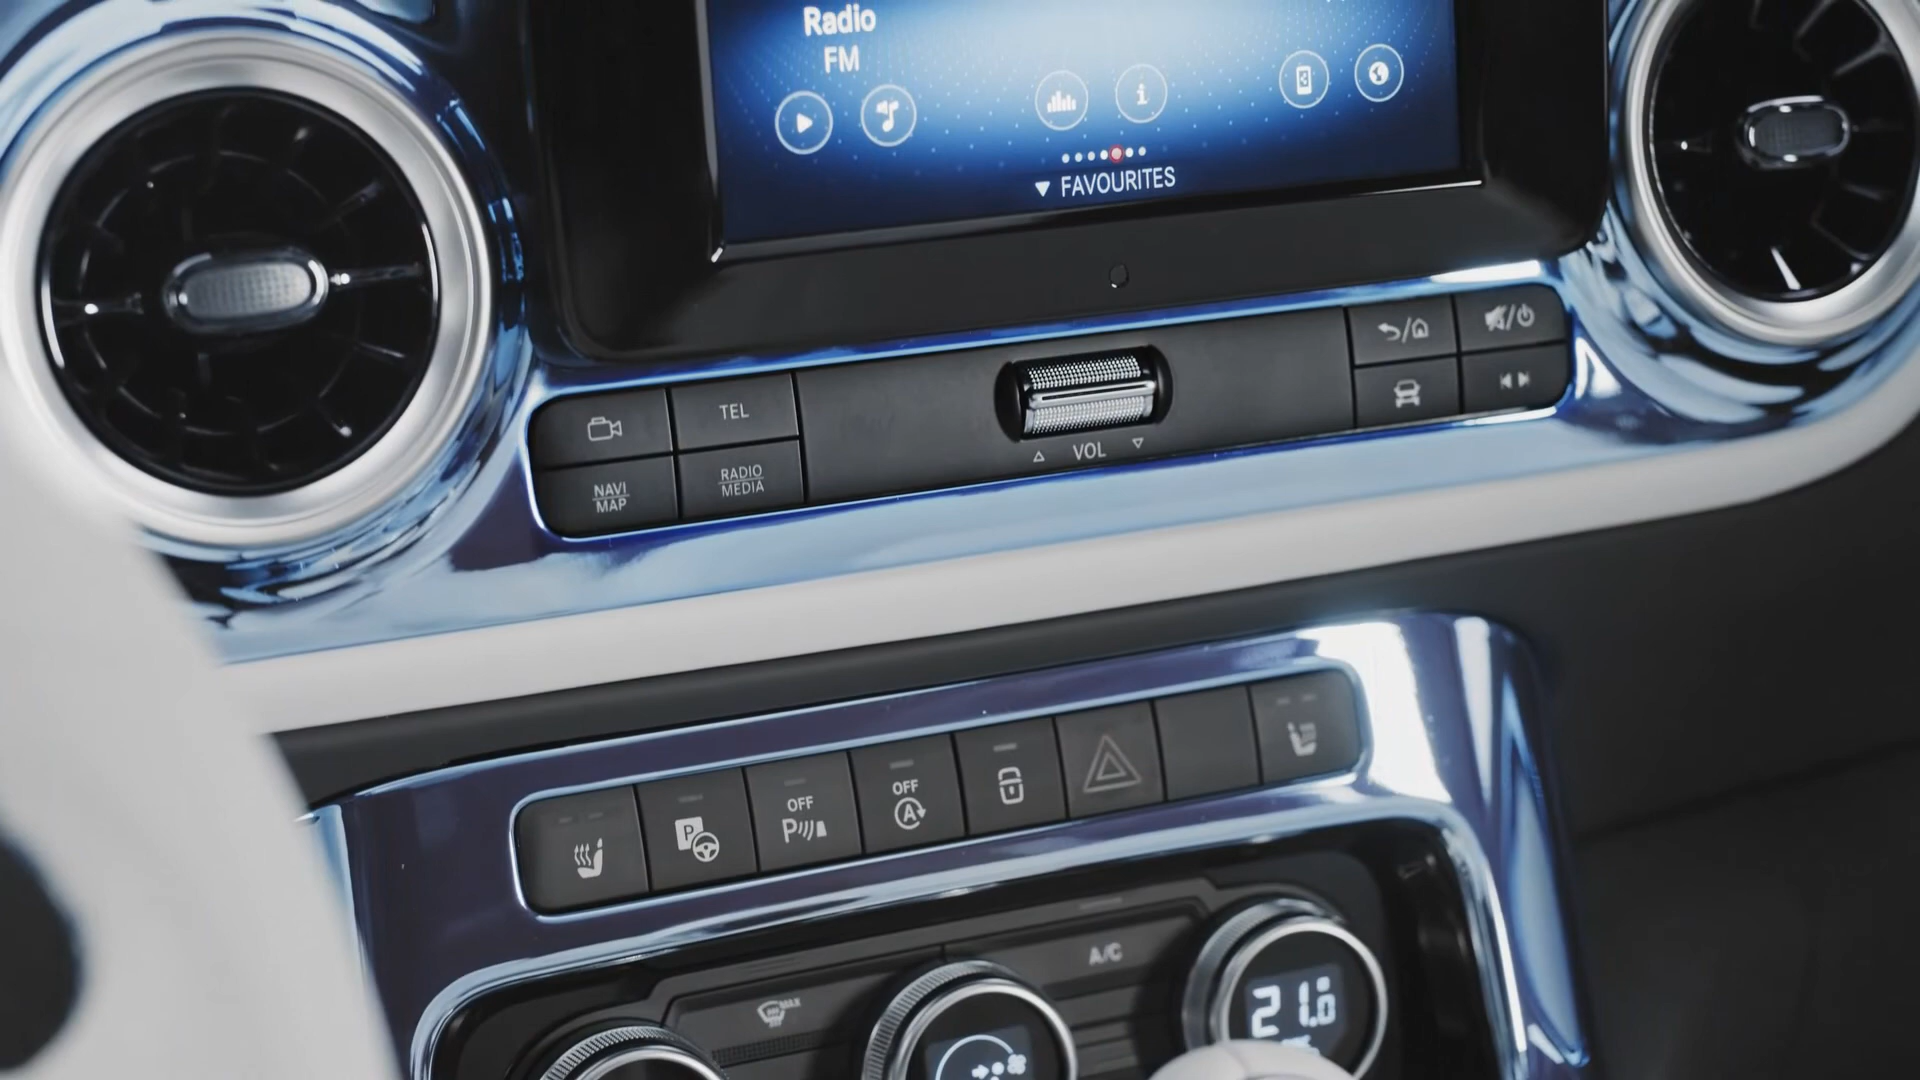 Radio
FM
FAVOURITES
TEL
NAVI
MAP
RADIO
MEDIA
VOL
P
OFF
P
OFF
A
MAX
A/C
21.0